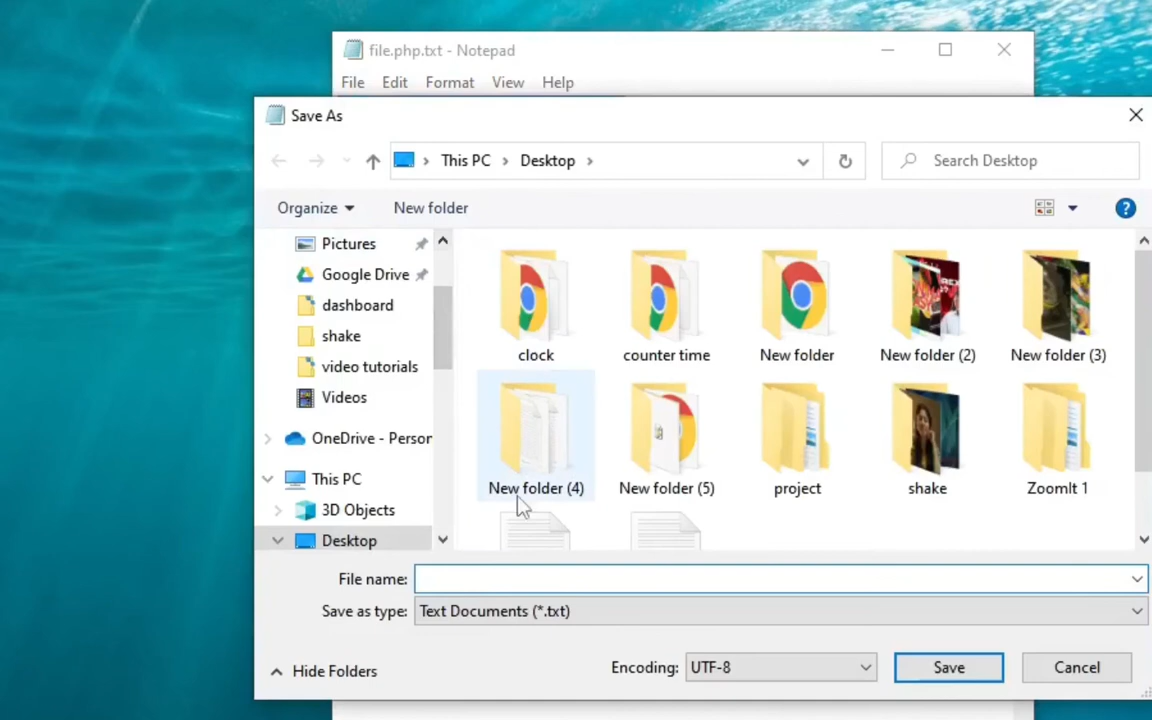 file.php.txt - Notepad
File Edit Format View Help
Save As
This PC Desktop Search Desktop
Organize New folder
Pictures
Google Drive
dashboard
shake
video tutorials
Videos
OneDrive - Person
This PC
3D Objects
Desktop
clock counter time New folder New folder (2) New folder (3)
New folder (4) New folder (5) project shake ZoomIt 1
File name:
Save as type: Text Documents (*.txt)
Hide Folders Encoding: UTF-8 Save Cancel